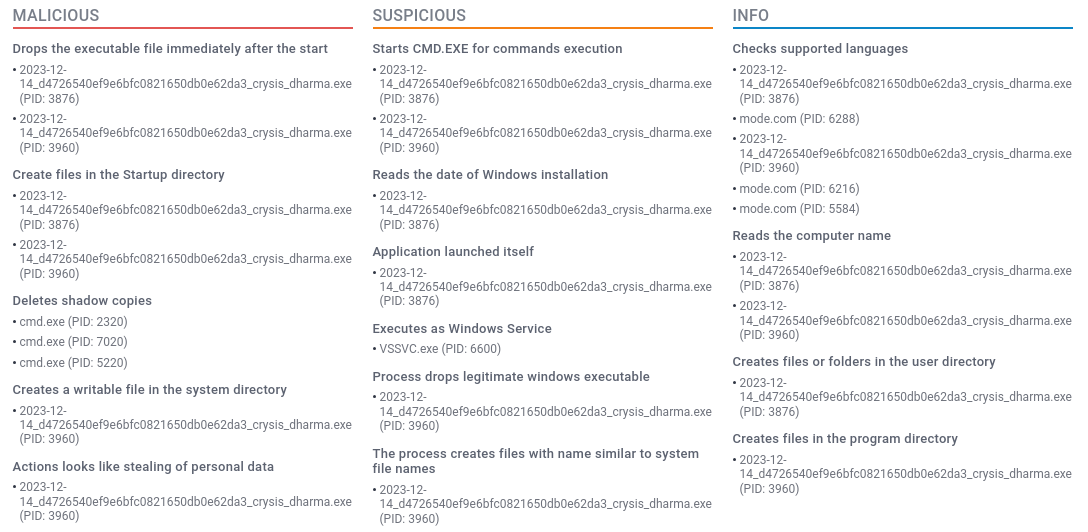 MALICIOUS
Drops the executable file immediately after the start
• 2023-12-
14_d4726540ef9e6bfc0821650db0e62da3_crysis_dharma.exe
(PID: 3876)
• 2023-12-
14_d4726540ef9e6bfc0821650db0e62da3_crysis_dharma.exe
(PID: 3960)
Create files in the Startup directory
• 2023-12-
14_d4726540ef9e6bfc0821650db0e62da3_crysis_dharma.exe
(PID: 3876)
• 2023-12-
14_d4726540ef9e6bfc0821650db0e62da3_crysis_dharma.exe
(PID: 3960)
Deletes shadow copies
• cmd.exe (PID: 2320)
• cmd.exe (PID: 7020)
• cmd.exe (PID: 5220)
Creates a writable file in the system directory
• 2023-12-
14_d4726540ef9e6bfc0821650db0e62da3_crysis_dharma.exe
(PID: 3960)
Actions looks like stealing of personal data
• 2023-12-
14_d4726540ef9e6bfc0821650db0e62da3_crysis_dharma.exe
(PID: 3960)
SUSPICIOUS
Starts CMD.EXE for commands execution
• 2023-12-
14_d4726540ef9e6bfc0821650db0e62da3_crysis_dharma.exe
(PID: 3876)
• 2023-12-
14_d4726540ef9e6bfc0821650db0e62da3_crysis_dharma.exe
(PID: 3960)
Reads the date of Windows installation
• 2023-12-
14_d4726540ef9e6bfc0821650db0e62da3_crysis_dharma.exe
(PID: 3876)
Application launched itself
• 2023-12-
14_d4726540ef9e6bfc0821650db0e62da3_crysis_dharma.exe
(PID: 3876)
Executes as Windows Service
• VSSVC.exe (PID: 6600)
Process drops legitimate windows executable
• 2023-12-
14_d4726540ef9e6bfc0821650db0e62da3_crysis_dharma.exe
(PID: 3960)
The process creates files with name similar to system
file names
• 2023-12-
14_d4726540ef9e6bfc0821650db0e62da3_crysis_dharma.exe
(PID: 3960)
INFO
Checks supported languages
• 2023-12-
14_d4726540ef9e6bfc0821650db0e62da3_crysis_dharma.exe
(PID: 3876)
• mode.com (PID: 6288)
• 2023-12-
14_d4726540ef9e6bfc0821650db0e62da3_crysis_dharma.exe
(PID: 3960)
• mode.com (PID: 6216)
• mode.com (PID: 5584)
Reads the computer name
• 2023-12-
14_d4726540ef9e6bfc0821650db0e62da3_crysis_dharma.exe
(PID: 3876)
• 2023-12-
14_d4726540ef9e6bfc0821650db0e62da3_crysis_dharma.exe
(PID: 3960)
Creates files or folders in the user directory
• 2023-12-
14_d4726540ef9e6bfc0821650db0e62da3_crysis_dharma.exe
(PID: 3876)
Creates files in the program directory
• 2023-12-
14_d4726540ef9e6bfc0821650db0e62da3_crysis_dharma.exe
(PID: 3960)